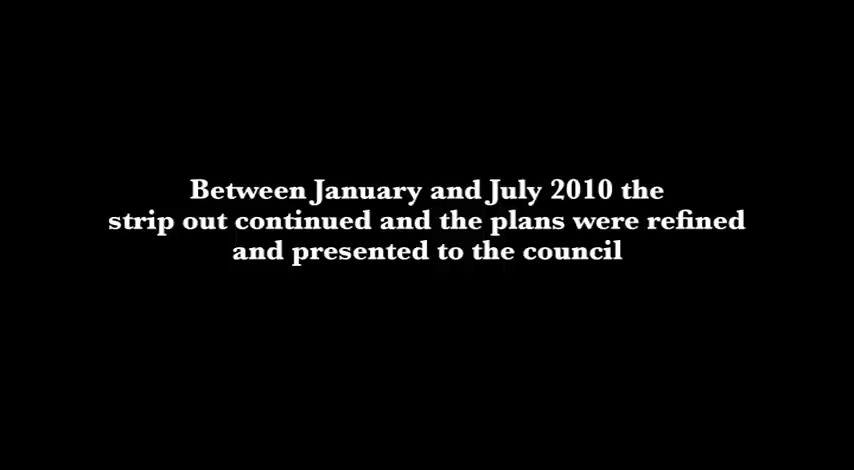 Between January and July 2010 the
strip out continued and the plans were refined
and presented to the council